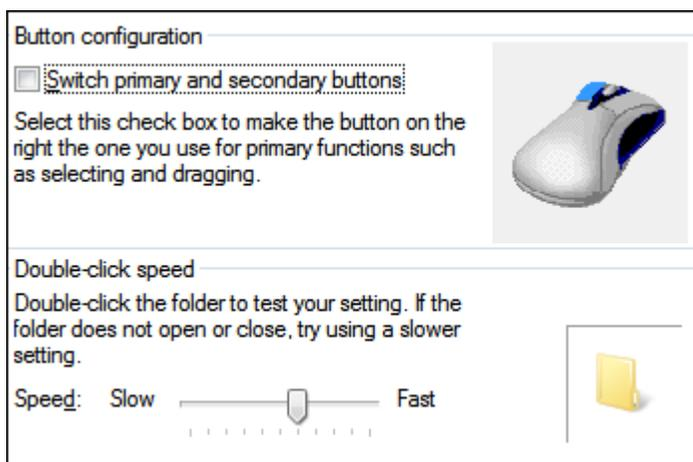 Button configuration
Switch primary and secondary buttons
Select this check box to make the button on the
right the one you use for primary functions such
as selecting and dragging.
Double-click speed
Double-click the folder to test your setting. If the
folder does not open or close, try using a slower
setting.
Speed: Slow Fast